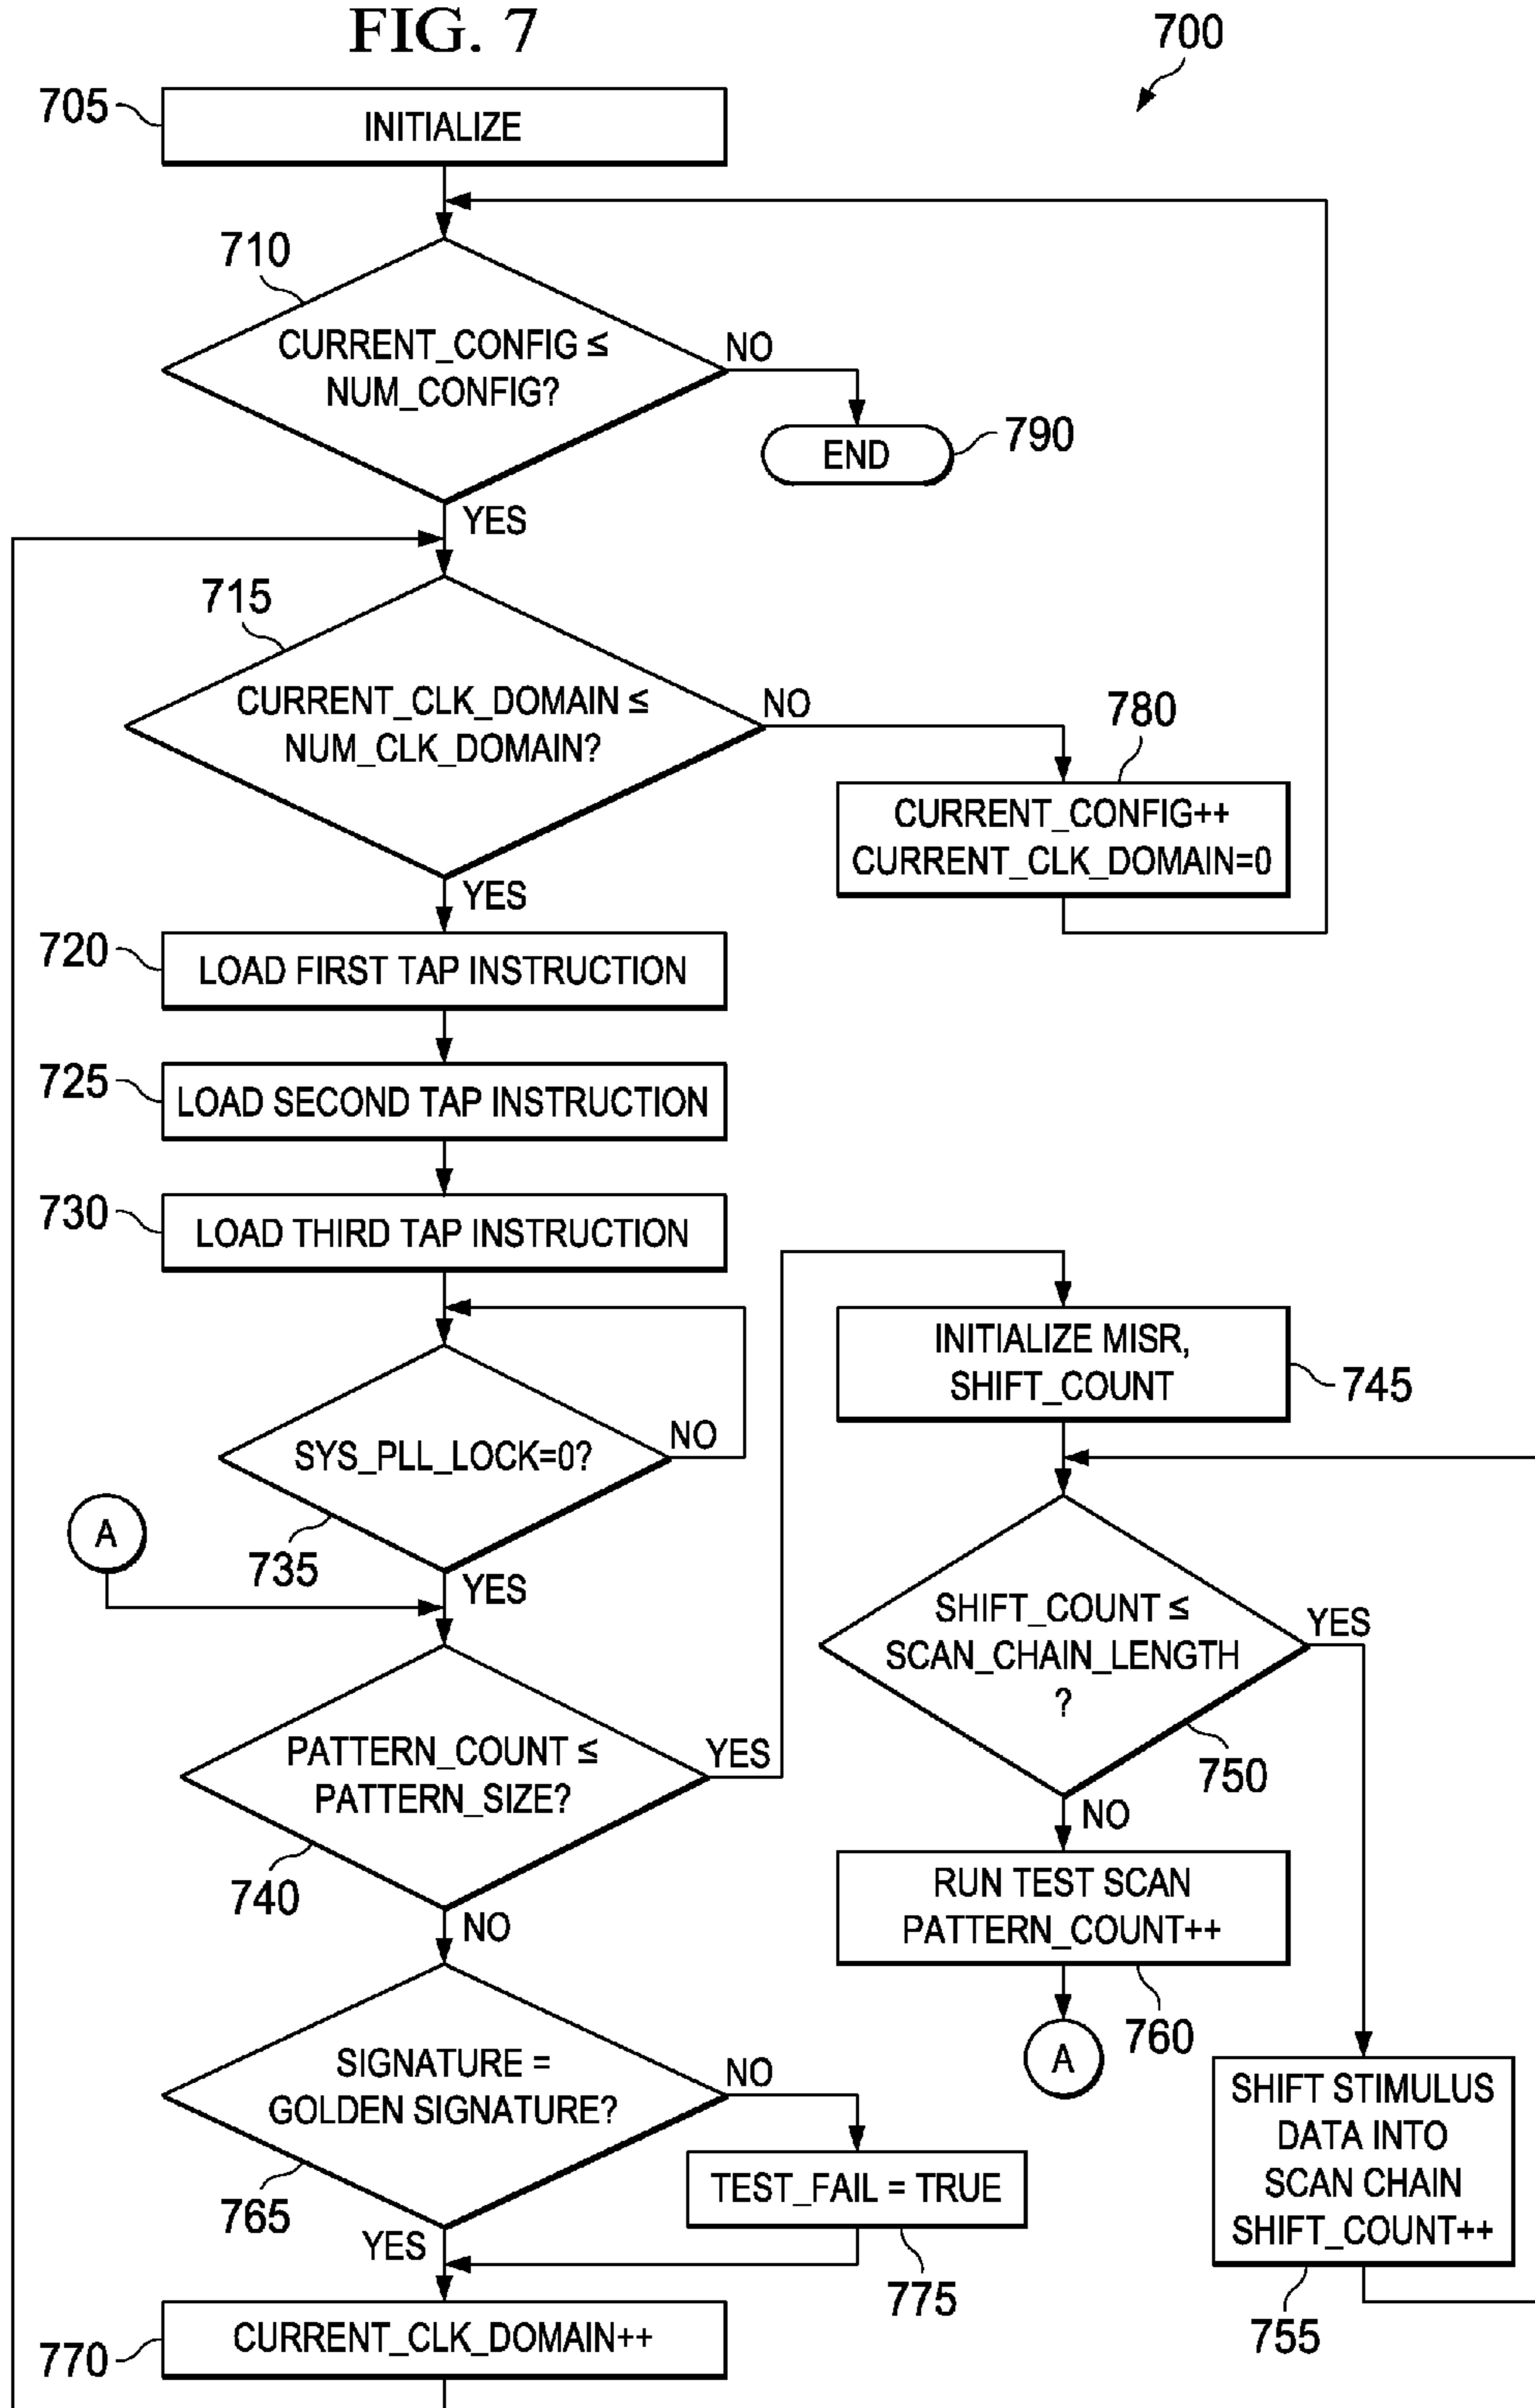 FIG. 7
700
705
INITIALIZE
710
CURRENT_CONFIG ≤
NUM_CONFIG?
NO
END
790
YES
715
CURRENT_CLK_DOMAIN ≤
NUM_CLK_DOMAIN?
NO
780
CURRENT_CONFIG++
CURRENT_CLK_DOMAIN=0
YES
720
LOAD FIRST TAP INSTRUCTION
725
LOAD SECOND TAP INSTRUCTION
730
LOAD THIRD TAP INSTRUCTION
SYS_PLL_LOCK=0?
NO
735
YES
A
PATTERN_COUNT ≤
PATTERN_SIZE?
YES
740
NO
INITIALIZE MISR,
SHIFT_COUNT
745
SHIFT_COUNT ≤
SCAN_CHAIN_LENGTH
?
YES
750
NO
RUN TEST SCAN
PATTERN_COUNT++
760
A
SHIFT STIMULUS
DATA INTO
SCAN CHAIN
SHIFT_COUNT++
755
SIGNATURE =
GOLDEN SIGNATURE?
NO
765
TEST_FAIL = TRUE
775
YES
770
CURRENT_CLK_DOMAIN++